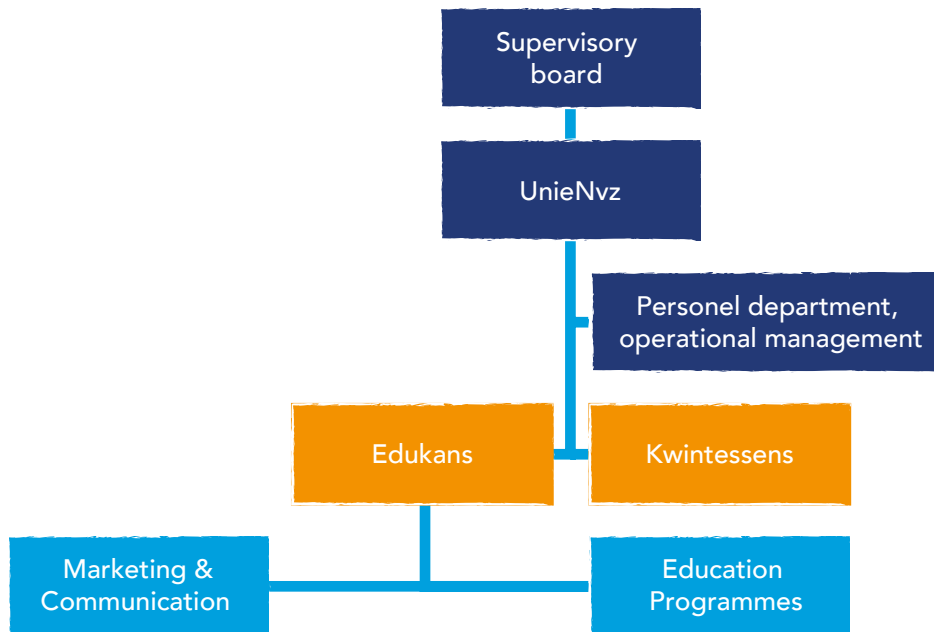 Supervisory
board
UnieNvz
Personel department,
operational management
Edukans
Kwintessens
Marketing &
Communication
Education
Programmes